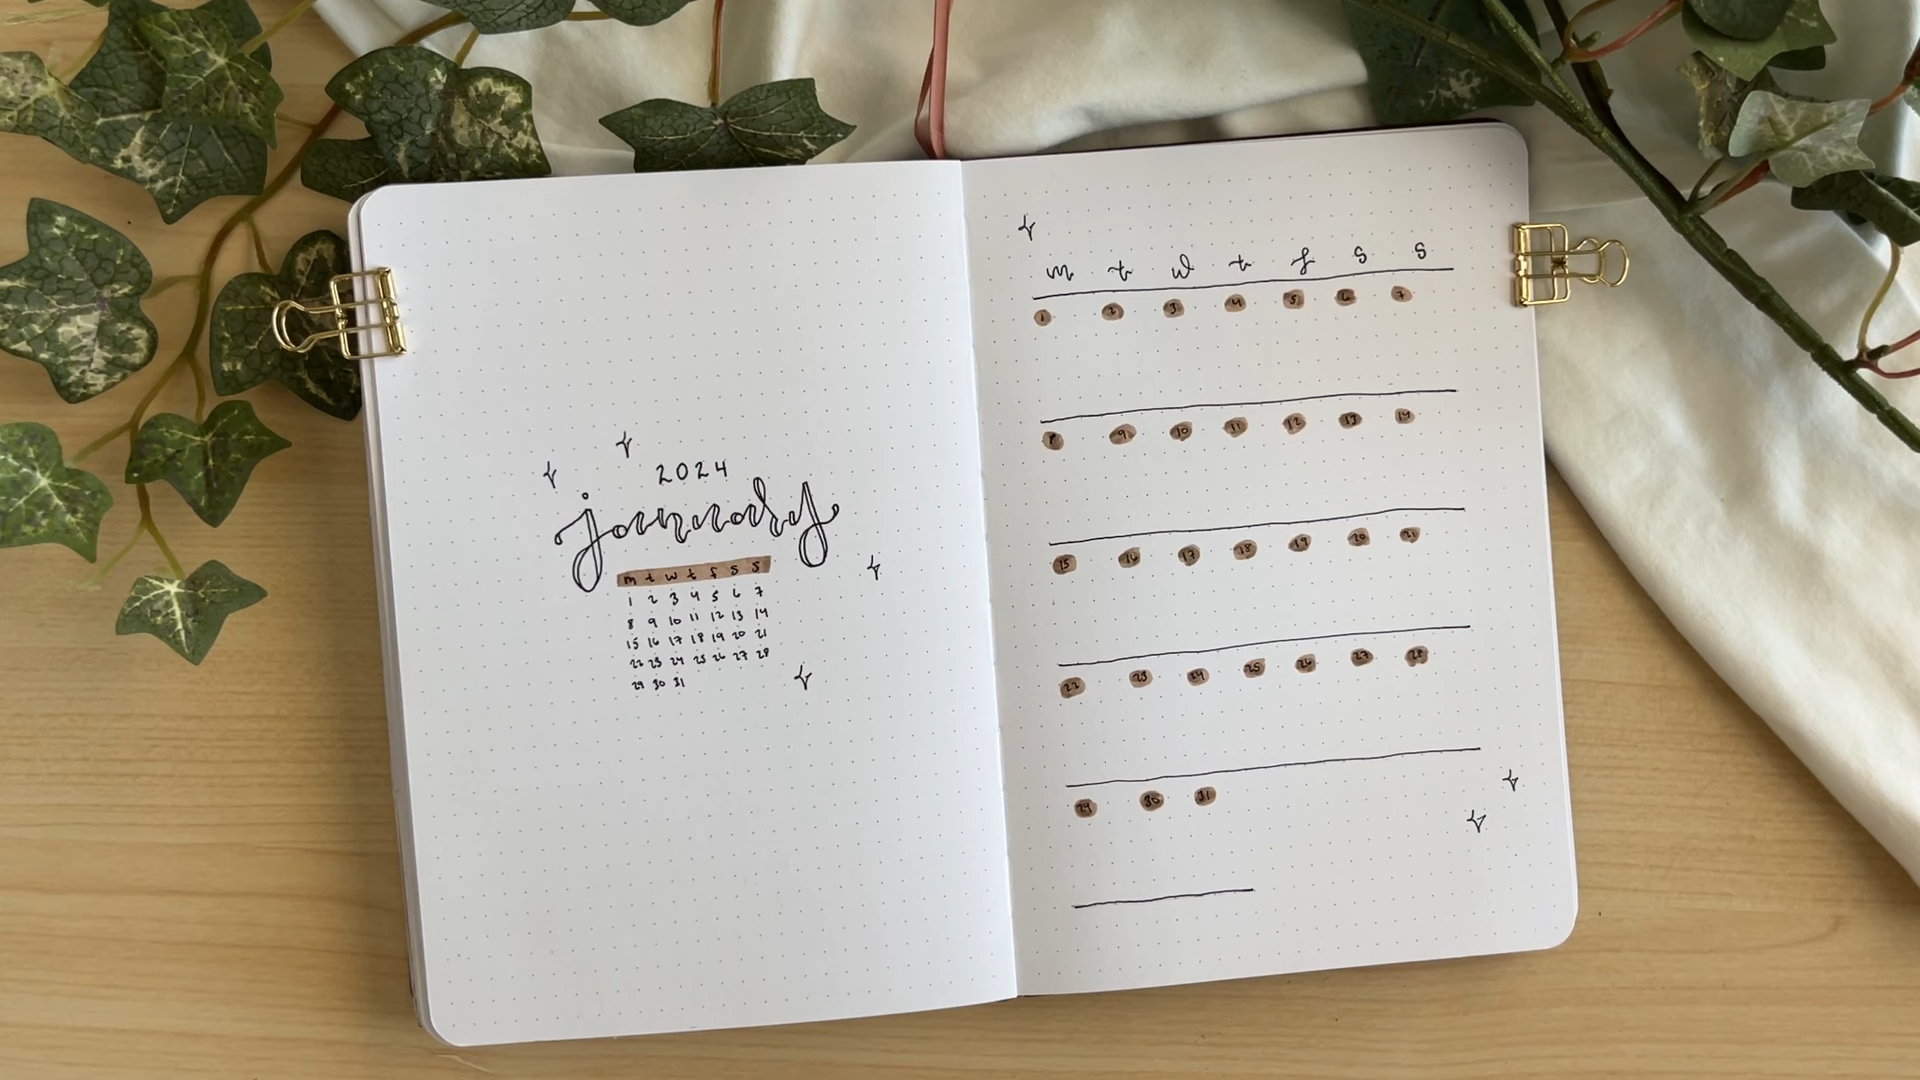 2024
january
m t w t f s s
1 2 3 4 5 6 7
8 9 10 11 12 13 14
15 16 17 18 19 20 21
22 23 24 25 26 27 28
29 30 31
m t w t f s s
1 2 3 4 5 6 7
8 9 10 11 12 13 14
15 16 17 18 19 20 21
22 23 24 25 26 27 28
29 30 31